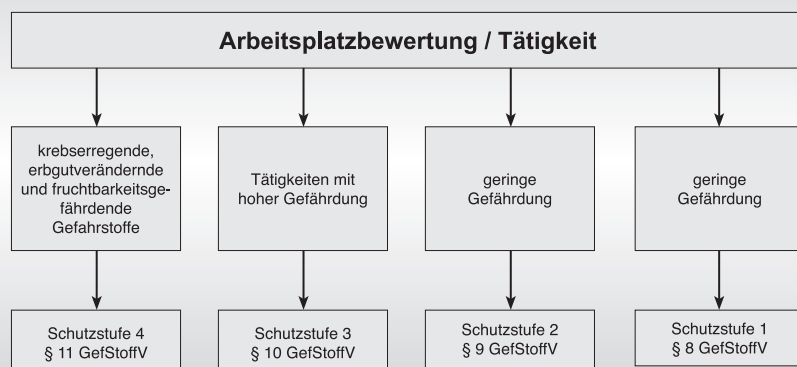 Arbeitsplatzbewertung / Tätigkeit
krebserregende,
erbgutverändernde
und fruchtbarkeitsge-
fährdende
Gefahrstoffe
Tätigkeiten mit
hoher Gefährdung
geringe
Gefährdung
geringe
Gefährdung
Schutzstufe 4
§ 11 GefStoffV
Schutzstufe 3
§ 10 GefStoffV
Schutzstufe 2
§ 9 GefStoffV
Schutzstufe 1
§ 8 GefStoffV